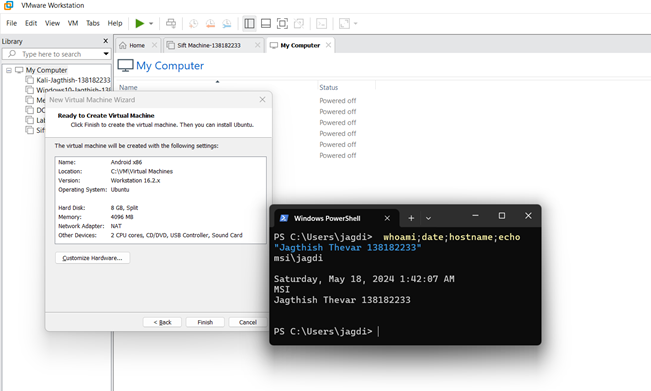 VMware Workstation
File Edit View VM Tabs Help
Library
Type here to search
My Computer
Kali-Jagthish-138182233
Windows10-Jagthish-138
Me
DC
Lab
Sift
Home
Sift Machine-138182233
My Computer
My Computer
Name
Status
Powered off
Powered off
Powered off
Powered off
Powered off
Powered off
New Virtual Machine Wizard
Ready to Create Virtual Machine
Click Finish to create the virtual machine. Then you can install Ubuntu.
The virtual machine will be created with the following settings:
Name: Android x86
Location: C:\VM\Virtual Machines
Version: Workstation 16.2.x
Operating System: Ubuntu
Hard Disk: 8 GB, Split
Memory: 4096 MB
Network Adapter: NAT
Other Devices: 2 CPU cores, CD/DVD, USB Controller, Sound Card
Customize Hardware...
< Back Finish Cancel
Windows PowerShell
PS C:\Users\jagdi> whoami;date;hostname;echo
"Jagthish Thevar 138182233"
msi\jagdi
Saturday, May 18, 2024 1:42:07 AM
MSI
Jagthish Thevar 138182233
PS C:\Users\jagdi>